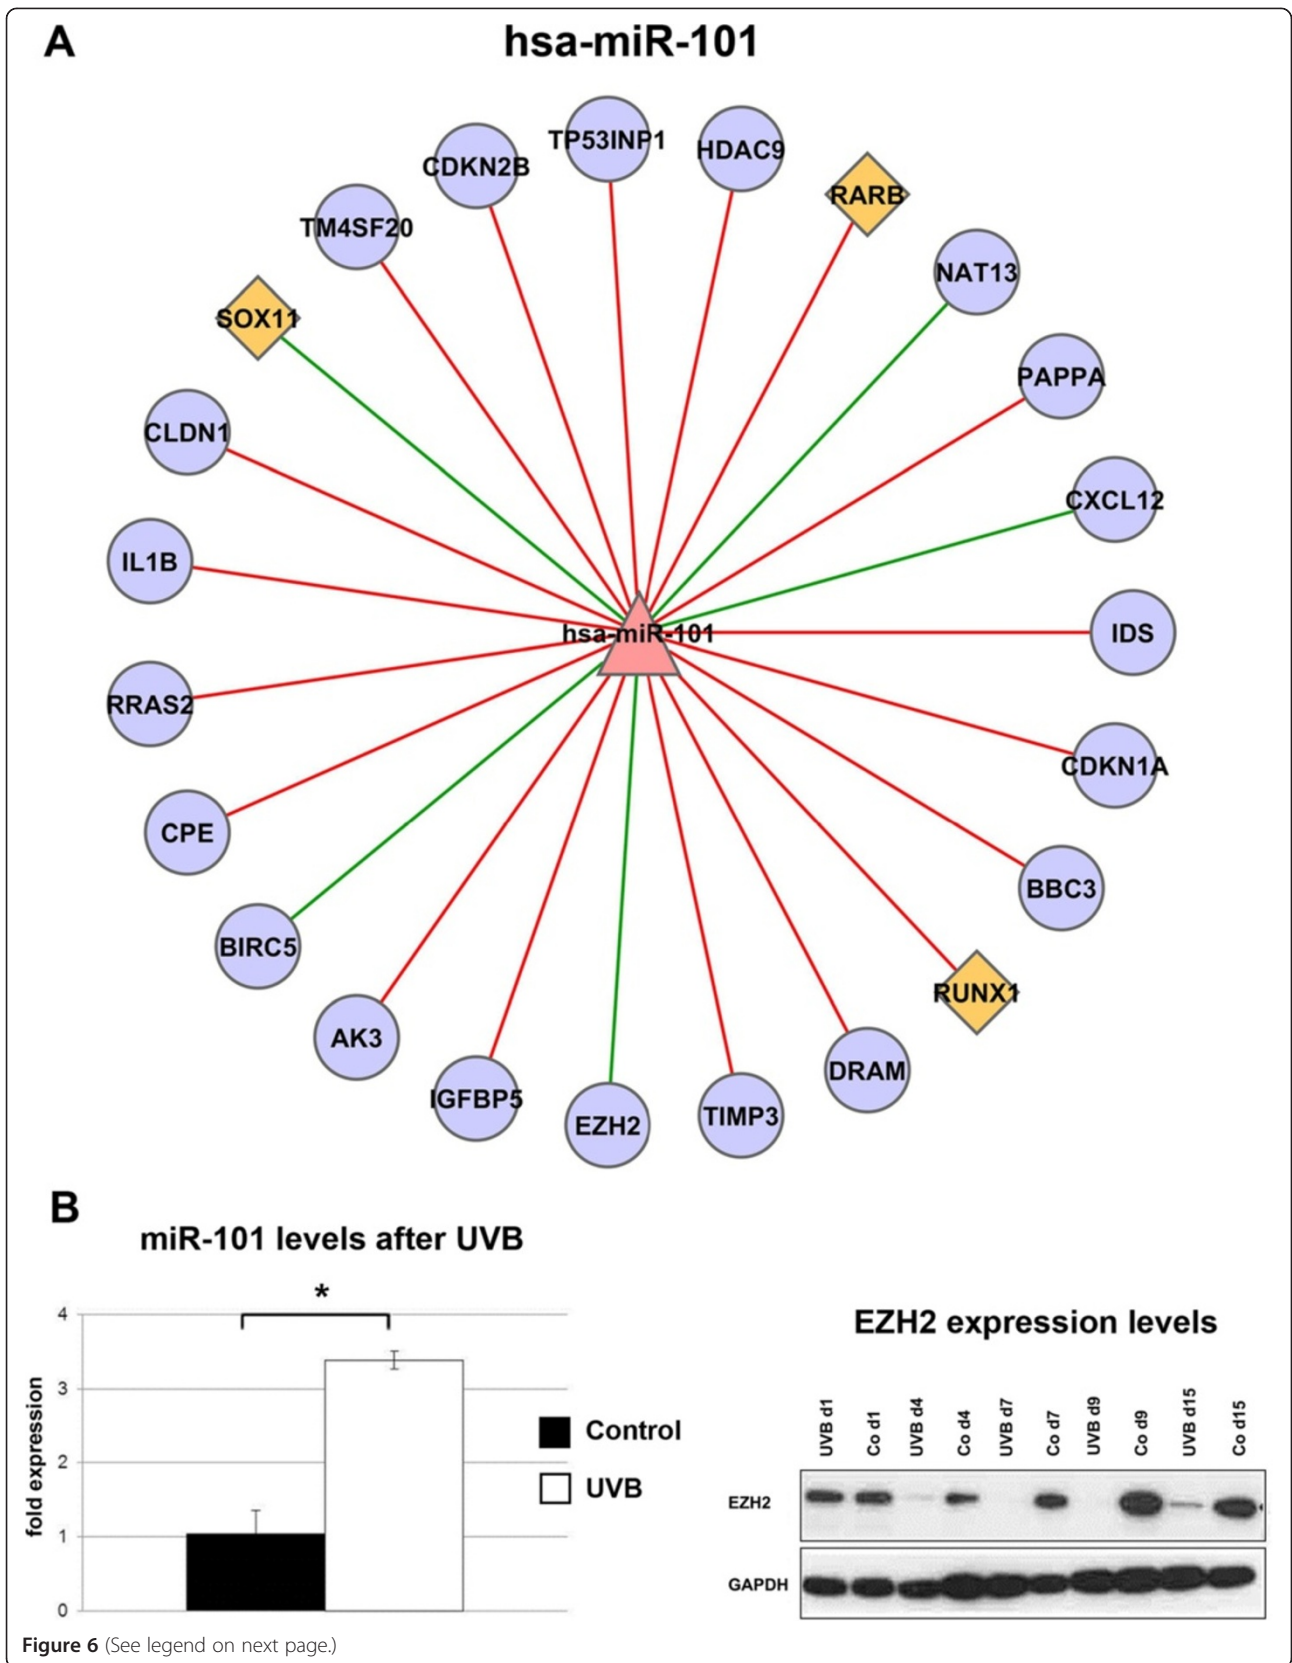 A
hsa-miR-101
TP53INP1
HDAC9
CDKN2B
RARB
TM4SF20
NAT13
SOX11
PAPPA
CLDN1
CXCL12
IL1B
hsa-miR-101
IDS
RRAS2
CDKN1A
CPE
BBC3
BIRC5
RUNX1
AK3
DRAM
IGFBP5
EZH2
TIMP3
B
miR-101 levels after UVB
*
4
3
2
1
0
fold expression
Control
UVB
EZH2 expression levels
UVB d1
Co d1
UVB d4
Co d4
UVB d7
Co d7
UVB d9
Co d9
UVB d15
Co d15
EZH2
GAPDH
Figure 6 (See legend on next page.)